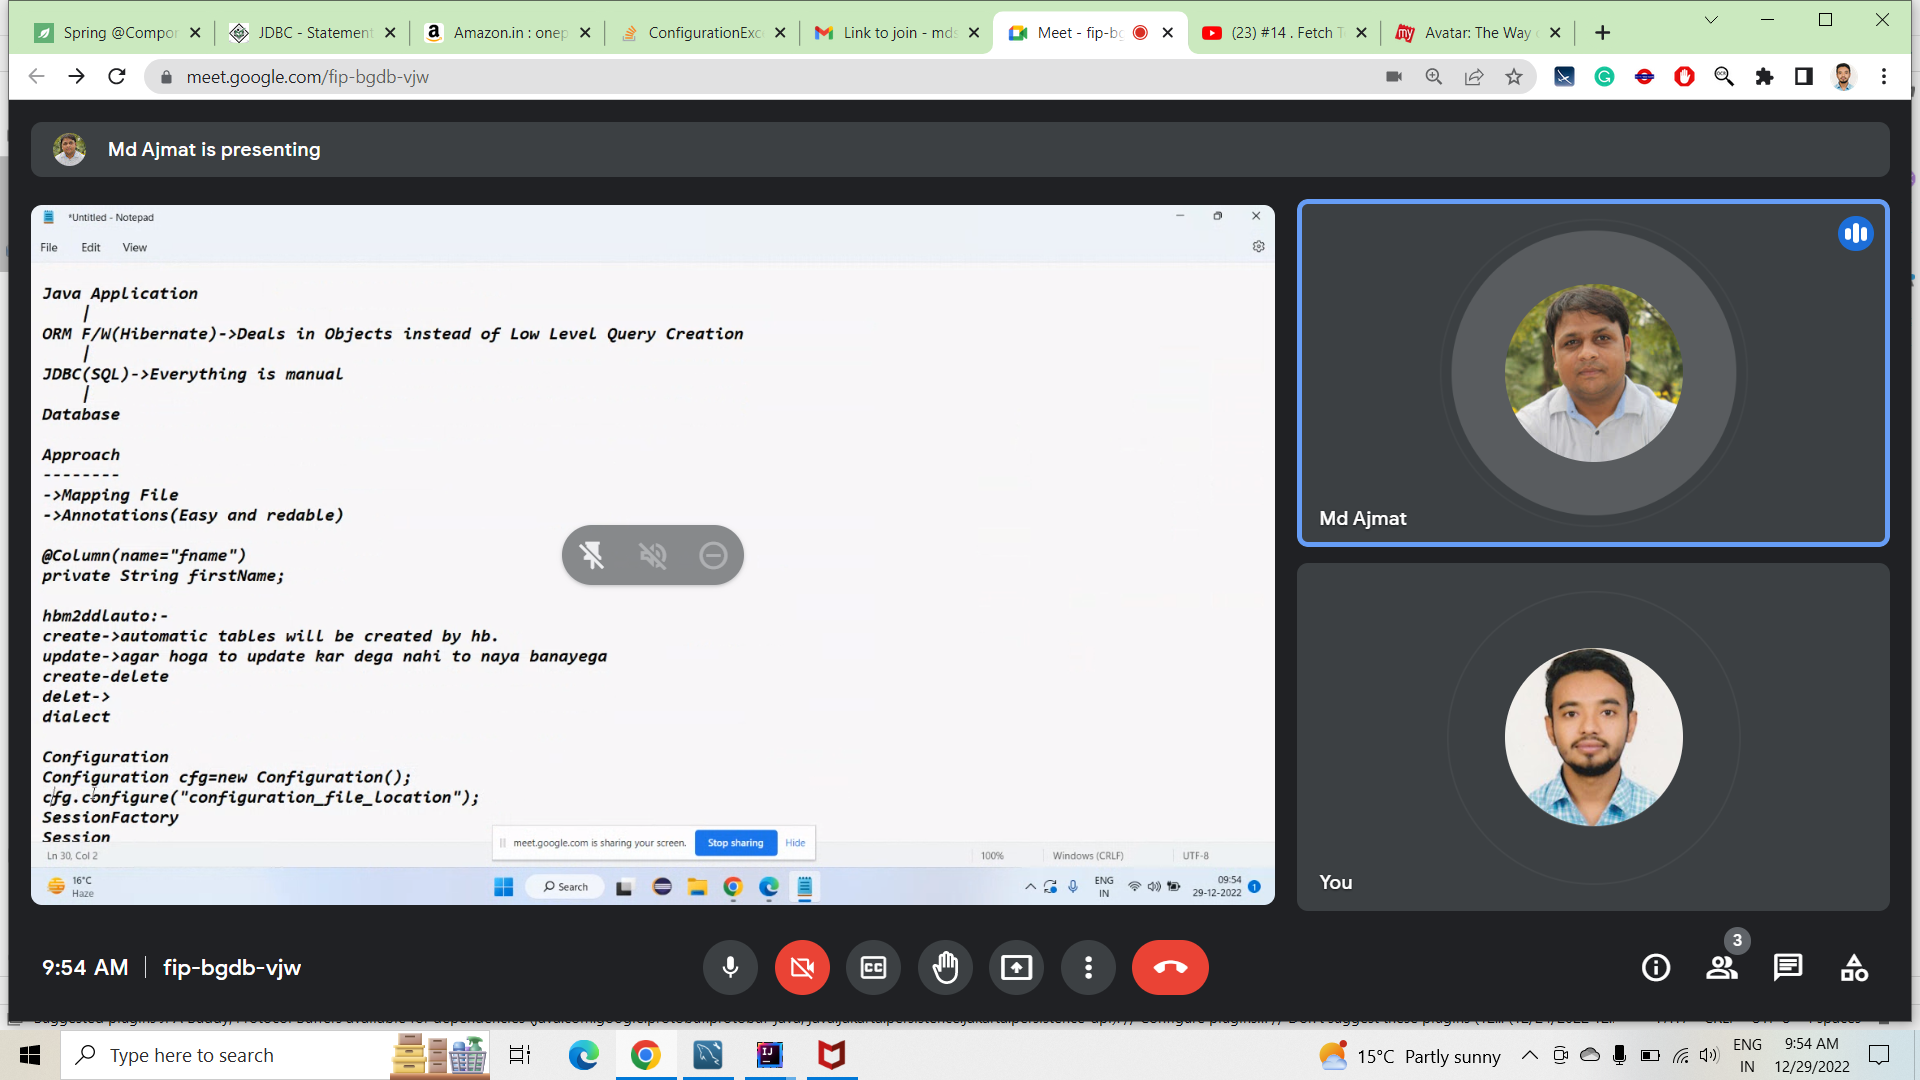 Spring @Compor
JDBC - Statement
Amazon.in : onep
ConfigurationExc
Link to join - mds
Meet - fip-bg
(23) #14 . Fetch T
Avatar: The Way o
meet.google.com/fip-bgdb-vjw
Md Ajmat is presenting
*Untitled - Notepad
File Edit View
Java Application
|
ORM F/W(Hibernate)->Deals in Objects instead of Low Level Query Creation
|
JDBC(SQL)->Everything is manual
|
Database
Approach
--------
->Mapping File
->Annotations(Easy and redable)
@Column(name="fname")
private String firstName;
hbm2ddlauto:-
create->automatic tables will be created by hb.
update->agar hoga to update kar dega nahi to naya banayega
create-delete
delet->
dialect
Configuration
Configuration cfg=new Configuration();
cfg.configure("configuration_file_location");
SessionFactory
Session
meet.google.com is sharing your screen. Stop sharing Hide
Ln 30, Col 2 100% Windows (CRLF) UTF-8
16°C
Haze
Search
ENG
IN
09:54
29-12-2022
1
Md Ajmat
You
9:54 AM | fip-bgdb-vjw
3
Type here to search
15°C Partly sunny
ENG
IN
9:54 AM
12/29/2022